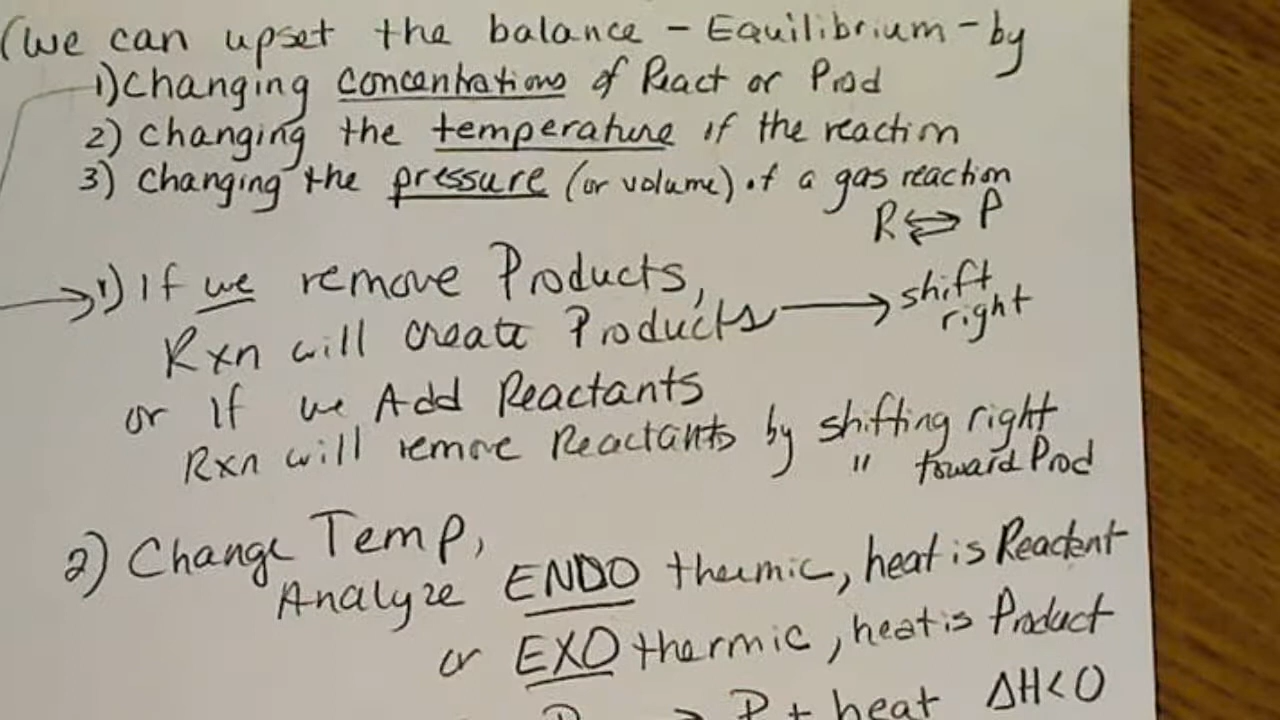 (We can upset the balance - Equilibrium - by
1) Changing concentrations of React or Prod
2) Changing the temperature if the reaction
3) Changing the pressure (or volume) of a gas reaction
R ⇌ P
→ 1) If we remove Products,
Rxn will create Products → shift right
or If we Add Reactants
Rxn will remove Reactants by shifting right
" toward Prod
2) Change Temp,
Analyze ENDO thermic, heat is Reactent
or EXO thermic, heat is Product
→ P + heat ΔH<0